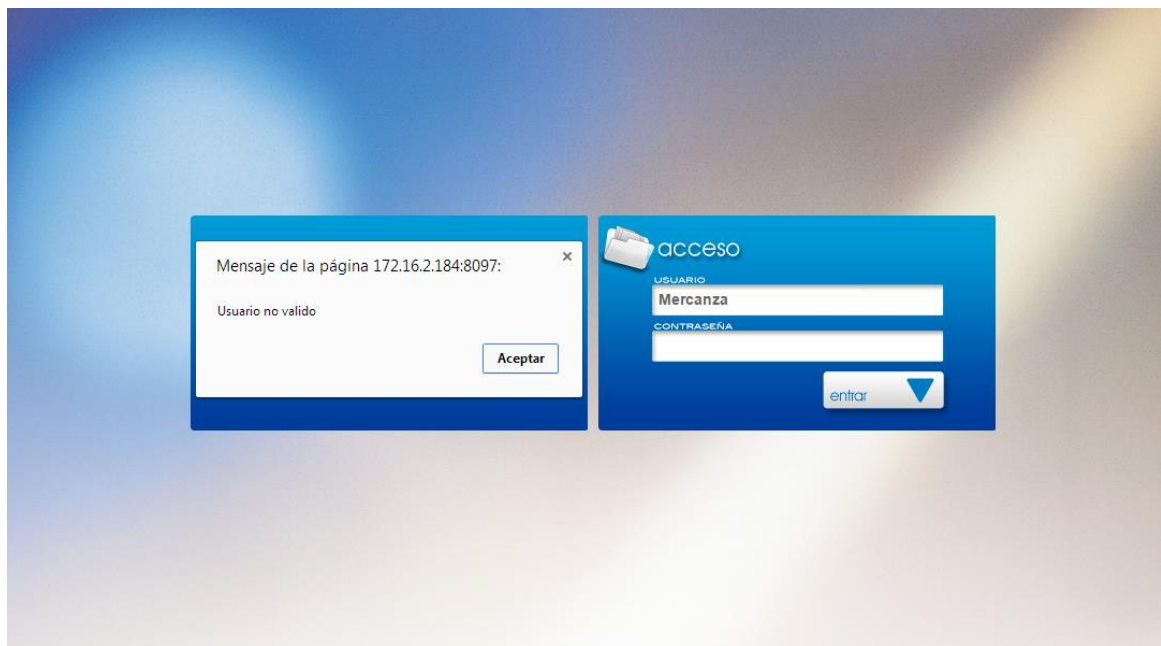 Mensaje de la página 172.16.2.184:8097:
Usuario no valido
Aceptar
acceso
USUARIO
Mercanza
CONTRASEÑA
entrar